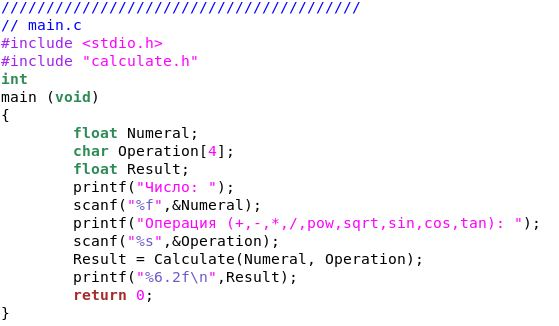 ////////////////////////////////////////
// main.c
#include <stdio.h>
#include "calculate.h"
int
main (void)
{
        float Numeral;
        char Operation[4];
        float Result;
        printf("Число: ");
        scanf("%f",&Numeral);
        printf("Операция (+,-,*,/,pow,sqrt,sin,cos,tan): ");
        scanf("%s",&Operation);
        Result = Calculate(Numeral, Operation);
        printf("%6.2f\n",Result);
        return 0;
}